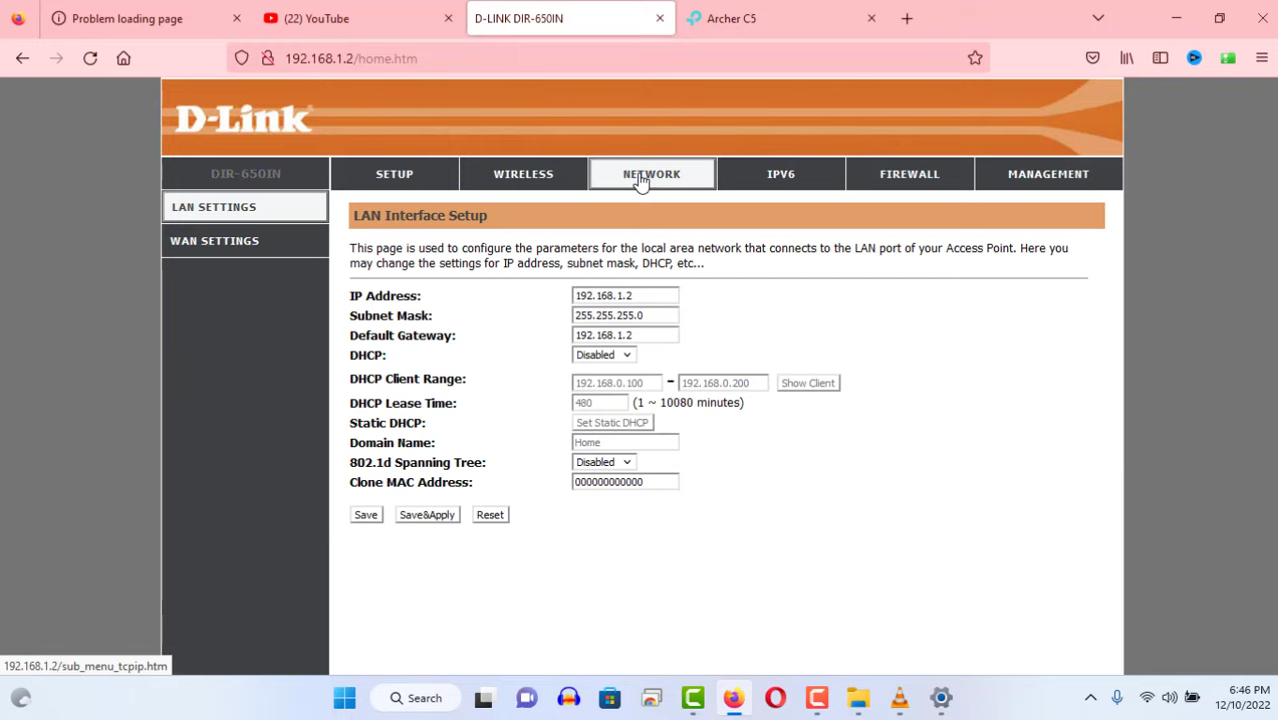 Problem loading page
(22) YouTube
D-LINK DIR-650IN
Archer C5
192.168.1.2/home.htm
D-Link
DIR-650IN
SETUP
WIRELESS
NETWORK
IPV6
FIREWALL
MANAGEMENT
LAN SETTINGS
WAN SETTINGS
LAN Interface Setup
This page is used to configure the parameters for the local area network that connects to the LAN port of your Access Point. Here you
may change the settings for IP address, subnet mask, DHCP, etc...
IP Address: 192.168.1.2
Subnet Mask: 255.255.255.0
Default Gateway: 192.168.1.2
DHCP: Disabled
DHCP Client Range: 192.168.0.100 – 192.168.0.200 Show Client
DHCP Lease Time: 480 (1 ~ 10080 minutes)
Static DHCP: Set Static DHCP
Domain Name: Home
802.1d Spanning Tree: Disabled
Clone MAC Address: 000000000000
Save Save&Apply Reset
192.168.1.2/sub_menu_tcpip.htm
Search
6:46 PM
12/10/2022